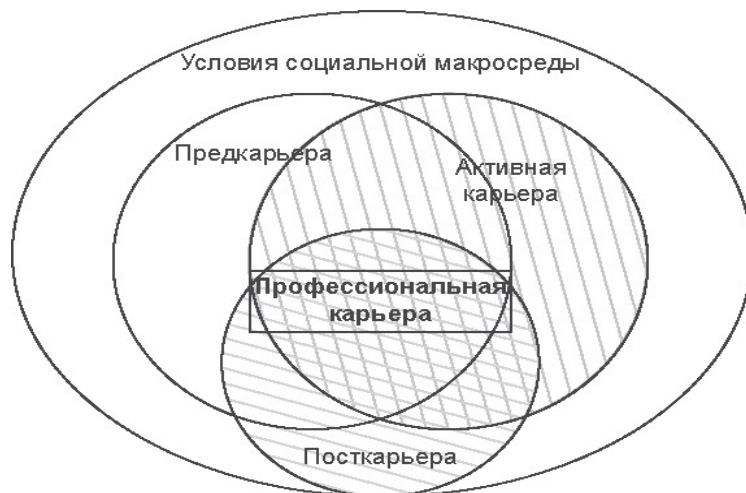 Условия социальной макросреды
Предкарьера
Активная
карьера
Профессиональная
карьера
Посткарьера